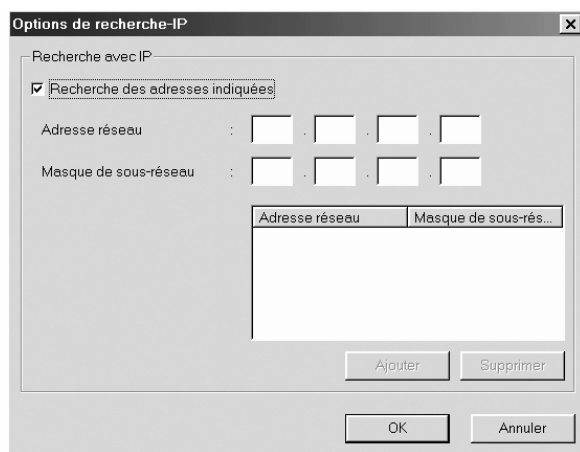 Options de recherche-IP
Recherche avec IP
Recherche des adresses indiquées
Adresse réseau : . . .
Masque de sous-réseau : . . .
Adresse réseau Masque de sous-rés...
Ajouter Supprimer
OK Annuler